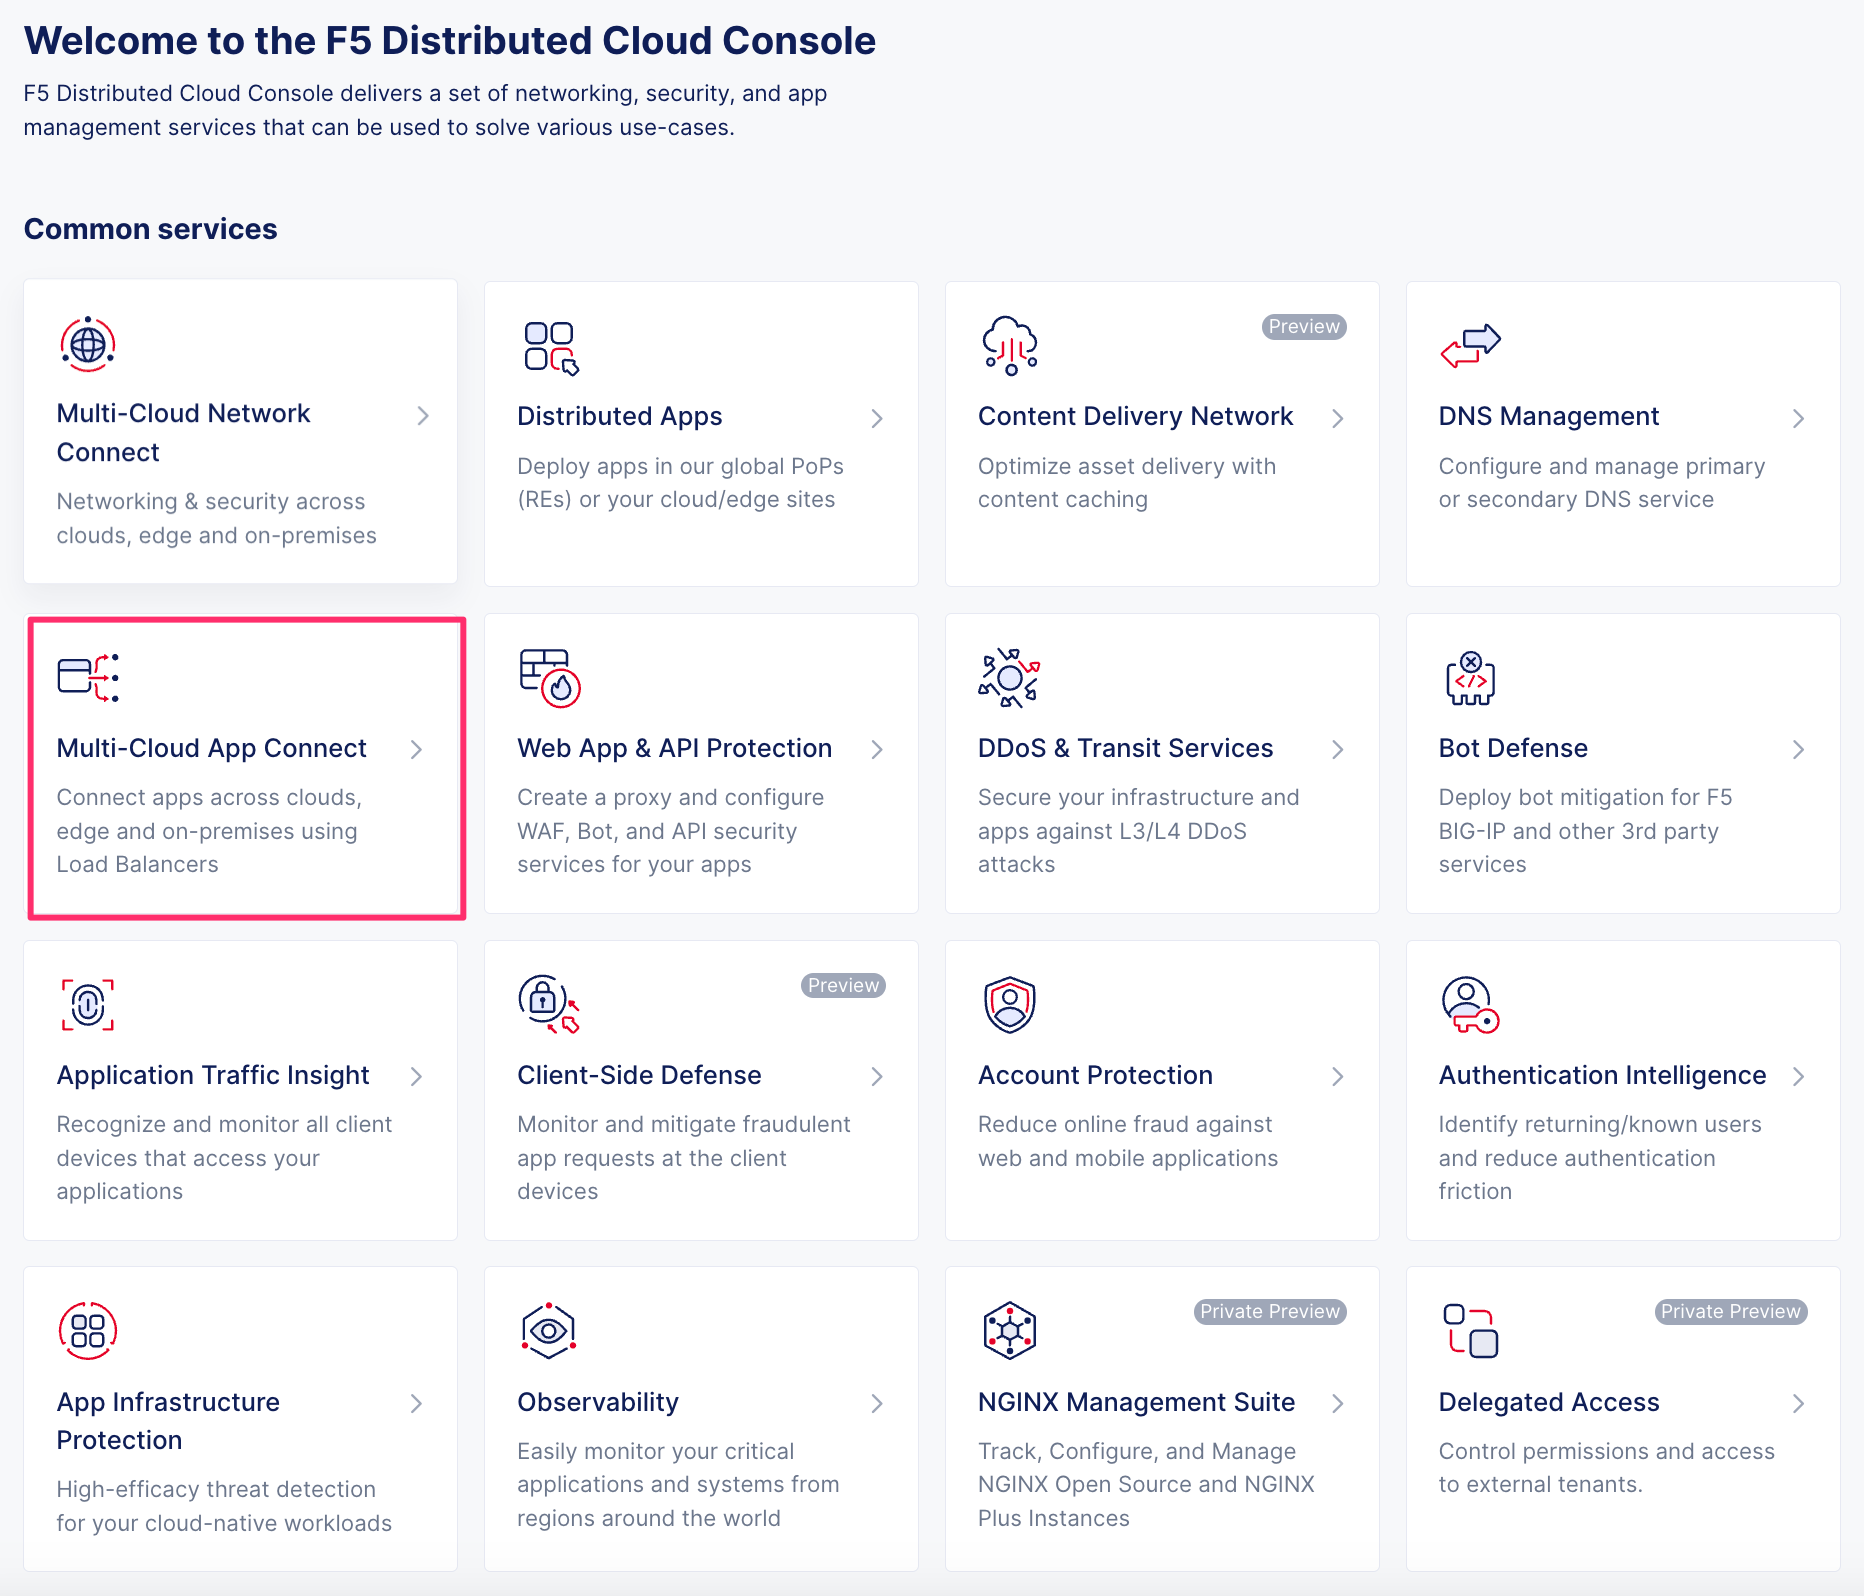 Welcome to the F5 Distributed Cloud Console
F5 Distributed Cloud Console delivers a set of networking, security, and app
management services that can be used to solve various use-cases.
Common services
Multi-Cloud Network
Connect
Networking & security across
clouds, edge and on-premises
Distributed Apps
Deploy apps in our global PoPs
(REs) or your cloud/edge sites
Preview
Content Delivery Network
Optimize asset delivery with
content caching
DNS Management
Configure and manage primary
or secondary DNS service
Multi-Cloud App Connect
Connect apps across clouds,
edge and on-premises using
Load Balancers
Web App & API Protection
Create a proxy and configure
WAF, Bot, and API security
services for your apps
DDoS & Transit Services
Secure your infrastructure and
apps against L3/L4 DDoS
attacks
Bot Defense
Deploy bot mitigation for F5
BIG-IP and other 3rd party
services
Application Traffic Insight
Recognize and monitor all client
devices that access your
applications
Preview
Client-Side Defense
Monitor and mitigate fraudulent
app requests at the client
devices
Account Protection
Reduce online fraud against
web and mobile applications
Authentication Intelligence
Identify returning/known users
and reduce authentication
friction
App Infrastructure
Protection
High-efficacy threat detection
for your cloud-native workloads
Observability
Easily monitor your critical
applications and systems from
regions around the world
Private Preview
NGINX Management Suite
Track, Configure, and Manage
NGINX Open Source and NGINX
Plus Instances
Private Preview
Delegated Access
Control permissions and access
to external tenants.